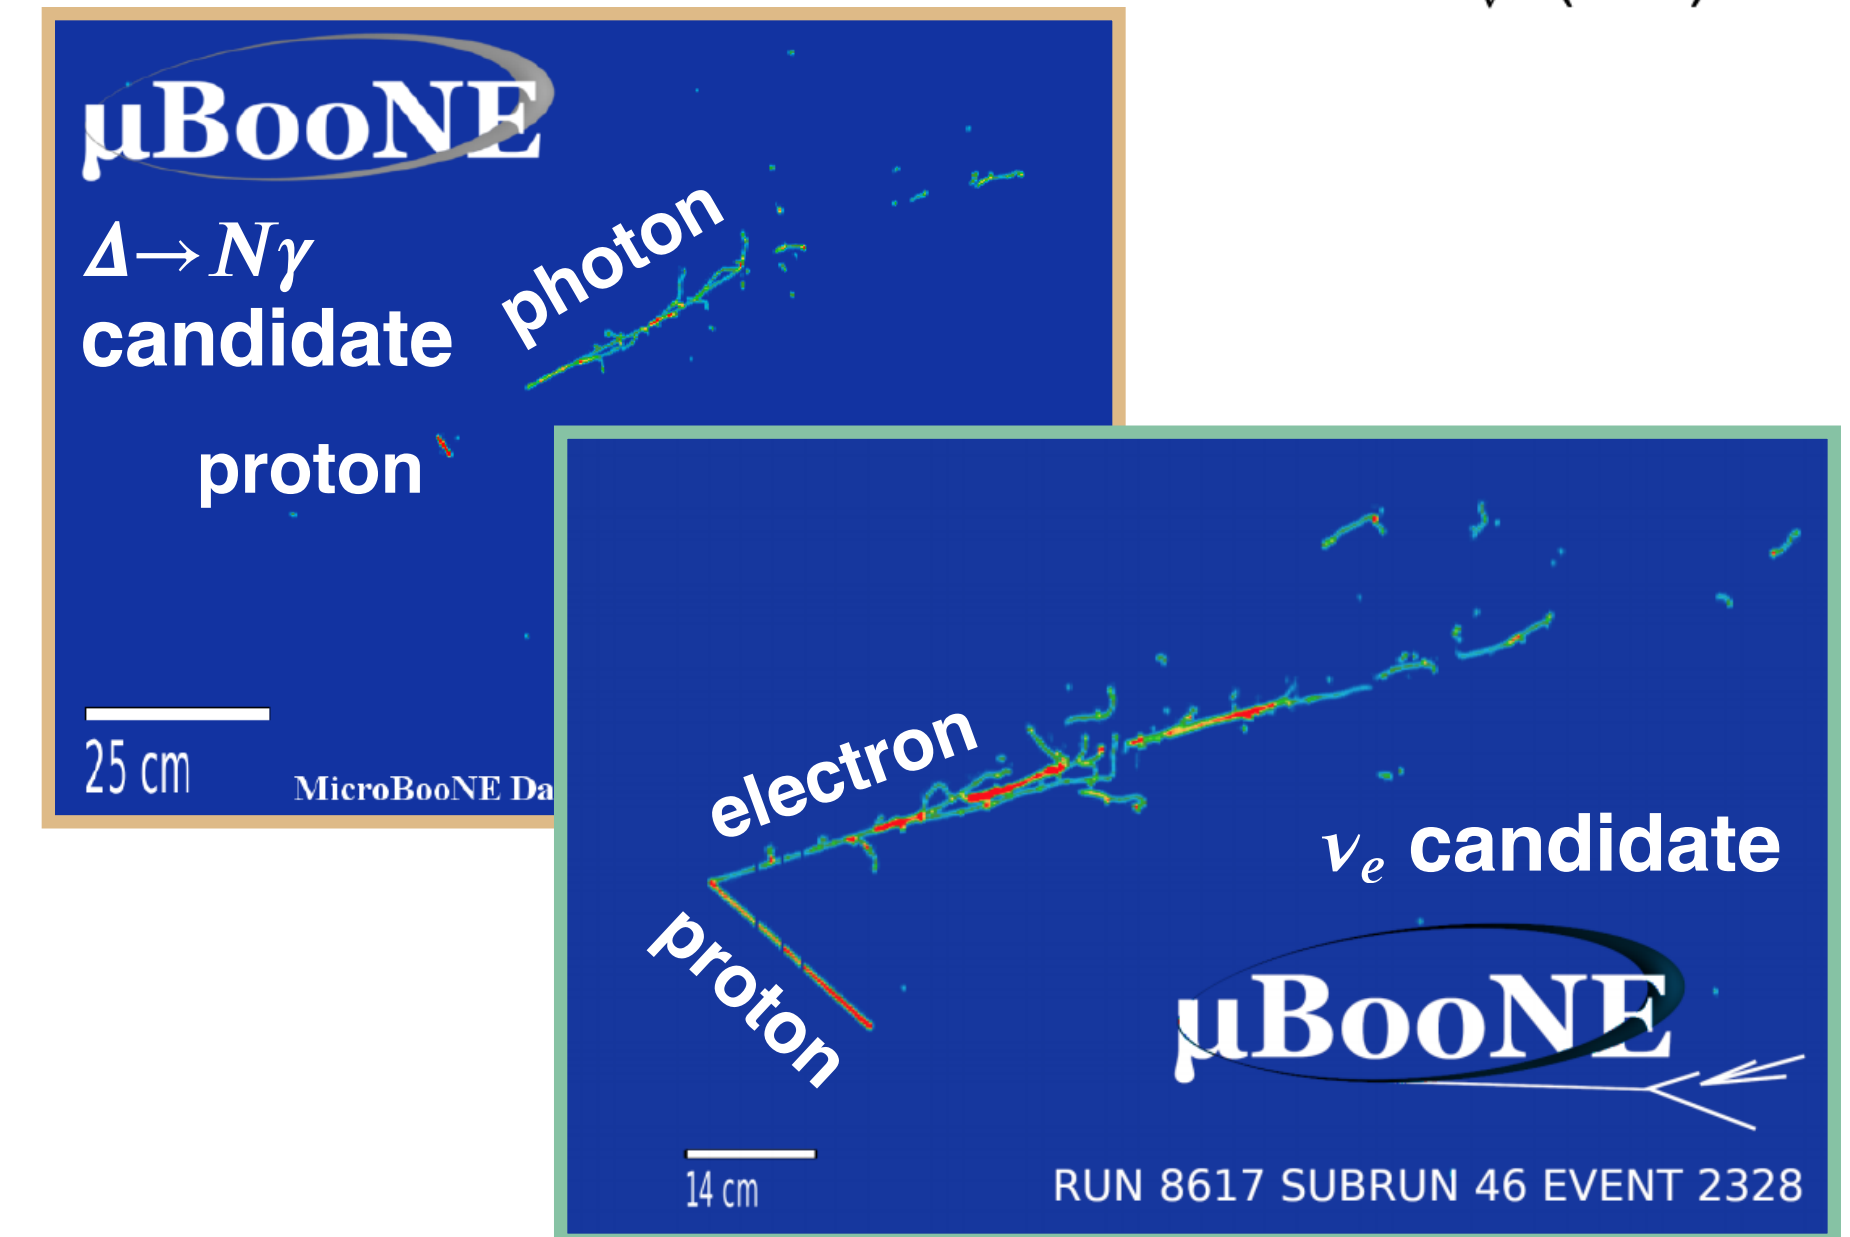 µBooNE
Δ→Nγ
candidate
photon
proton
25 cm
MicroBooNE Da
electron
proton
νe candidate
µBooNE
14 cm
RUN 8617 SUBRUN 46 EVENT 2328